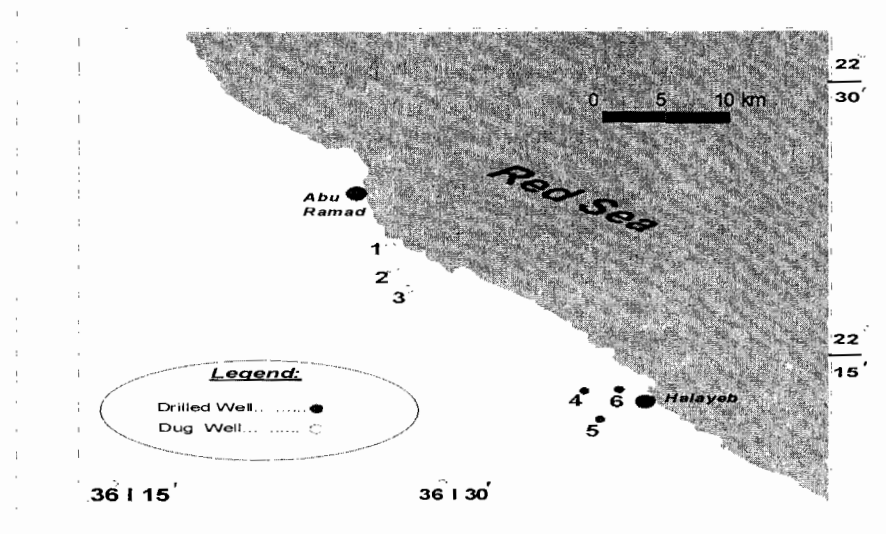 22
30'
0 5 10 km
Red Sea
Abu
Ramad
1
2
3
22
15'
Legend:
Drilled Well.. ......
Dug Well... ......
4 6 Halayeb
5
36 I 15'
36 I 30'